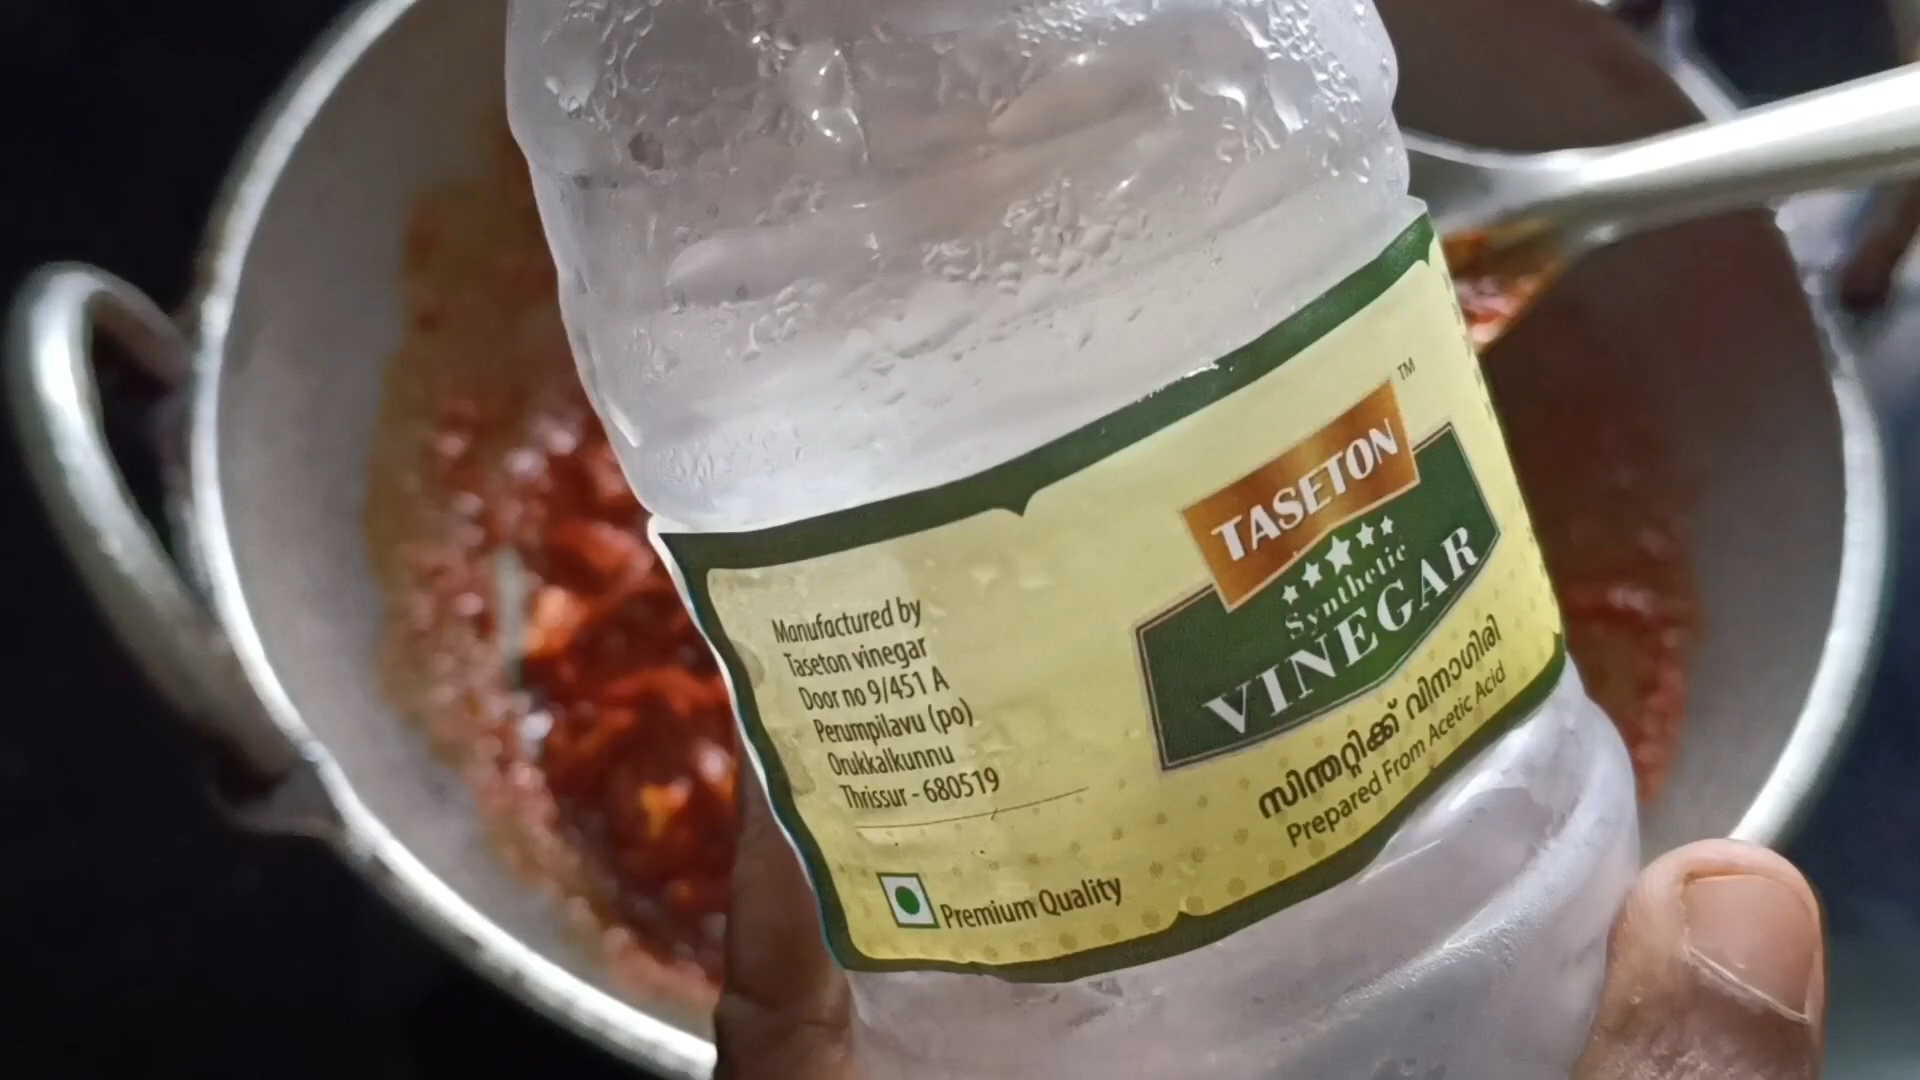 Manufactured by
Taseton vinegar
Door no 9/451 A
Perumpilavu (po)
Orukkalkunnu
Thrissur - 680519
Premium Quality
TASETON
TM
Synthetic
VINEGAR
സിന്തറ്റിക്ക് വിനാഗിരി
Prepared From Acetic Acid